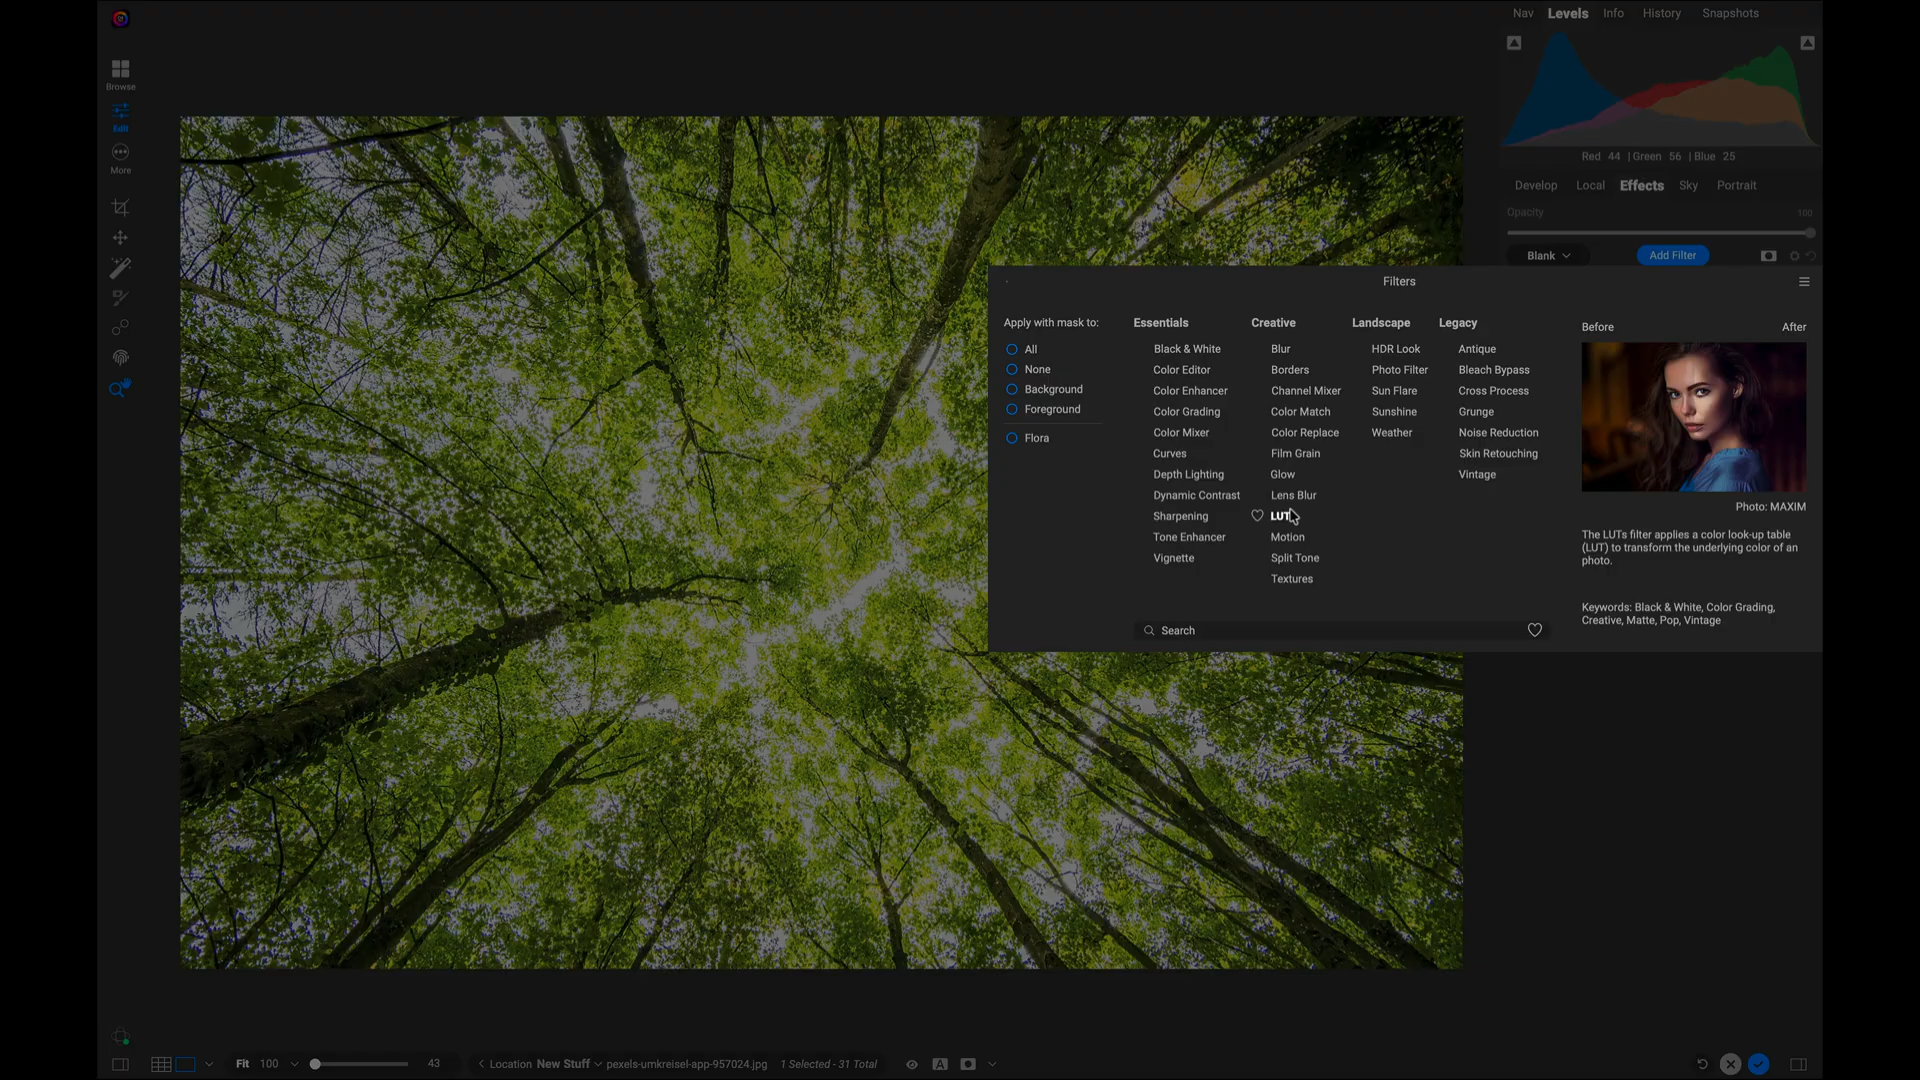 Nav Levels Info History Snapshots
Browse
Edit
More
Red 44 | Green 56 | Blue 25
Develop Local Effects Sky Portrait
Opacity 100
Blank Add Filter
Filters
Apply with mask to:
All
None
Background
Foreground
Flora
Essentials
Black & White
Color Editor
Color Enhancer
Color Grading
Color Mixer
Curves
Depth Lighting
Dynamic Contrast
Sharpening
Tone Enhancer
Vignette
Creative
Blur
Borders
Channel Mixer
Color Match
Color Replace
Film Grain
Glow
Lens Blur
LUTs
Motion
Split Tone
Textures
Landscape
HDR Look
Photo Filter
Sun Flare
Sunshine
Weather
Legacy
Antique
Bleach Bypass
Cross Process
Grunge
Noise Reduction
Skin Retouching
Vintage
Search
Before After
Photo: MAXIM
The LUTs filter applies a color look-up table
(LUT) to transform the underlying color of an
photo.
Keywords: Black & White, Color Grading,
Creative, Matte, Pop, Vintage
Fit 100 43 Location New Stuff pexels-umkreisel-app-957024.jpg 1 Selected - 31 Total A